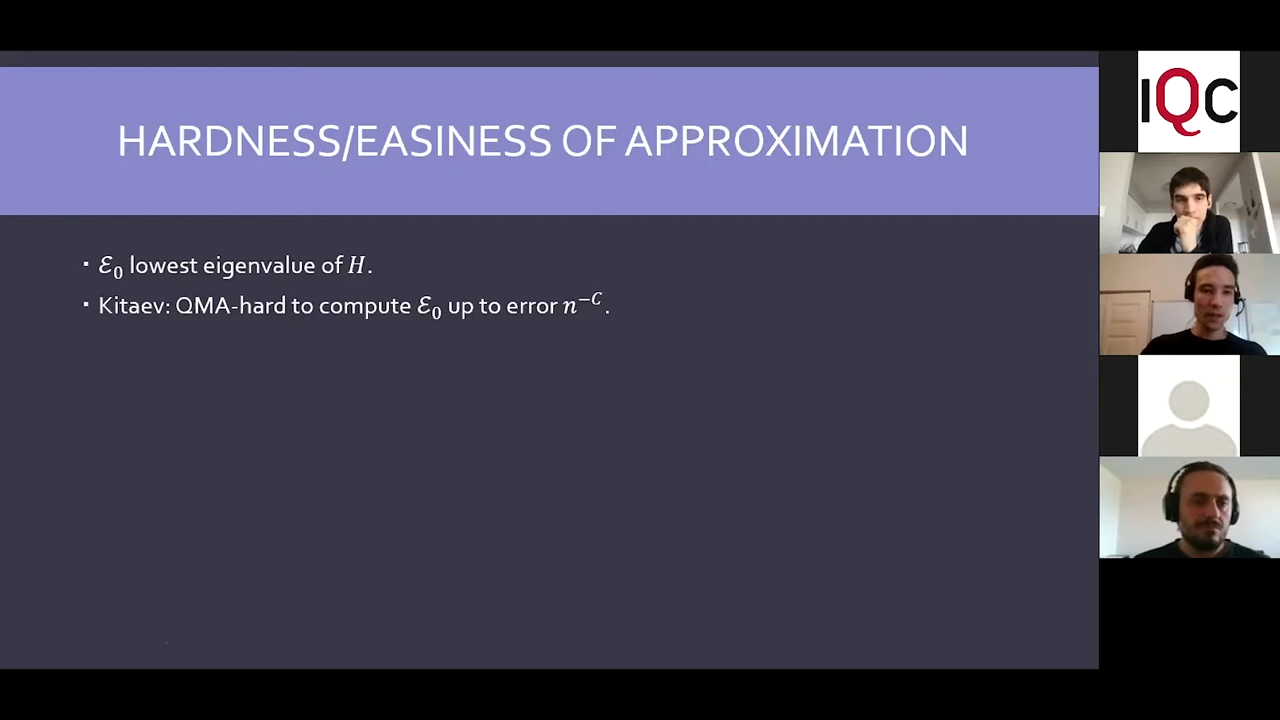 HARDNESS/EASINESS OF APPROXIMATION
▪ ℰ₀ lowest eigenvalue of H.
▪ Kitaev: QMA-hard to compute ℰ₀ up to error n⁻ᶜ.
IQC